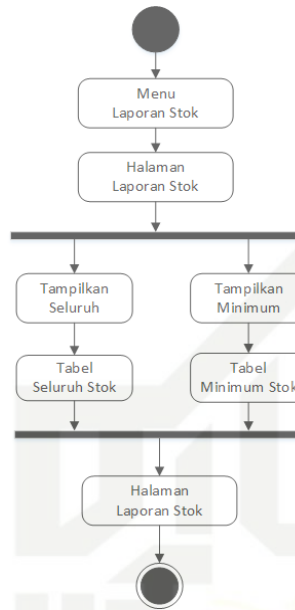 Menu
Laporan Stok
Halaman
Laporan Stok
Tampilkan
Seluruh
Tampilkan
Minimum
Tabel
Seluruh Stok
Tabel
Minimum Stok
Halaman
Laporan Stok